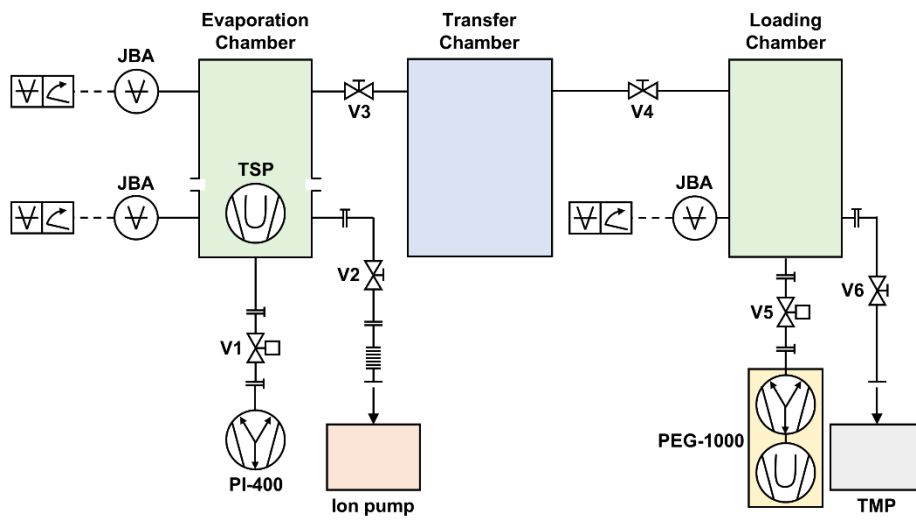 Evaporation
Chamber
Transfer
Chamber
Loading
Chamber
JBA
V3
V4
TSP
JBA
JBA
V2
V5
V6
V1
PEG-1000
PI-400
Ion pump
TMP